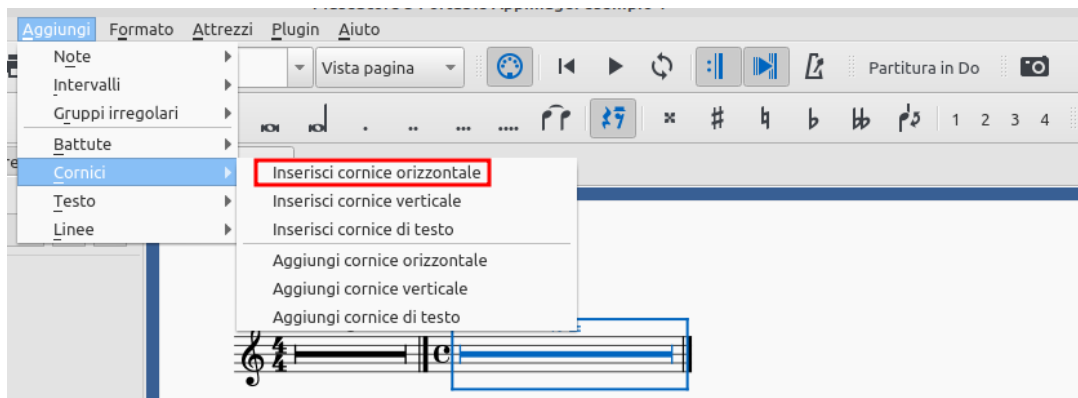 Aggiungi Formato Attrezzi Plugin Aiuto
Note
Vista pagina
Partitura in Do
Intervalli
Gruppi irregolari
1 2 3 4
Battute
Cornici
Inserisci cornice orizzontale
Testo
Inserisci cornice verticale
Linee
Inserisci cornice di testo
Aggiungi cornice orizzontale
Aggiungi cornice verticale
Aggiungi cornice di testo